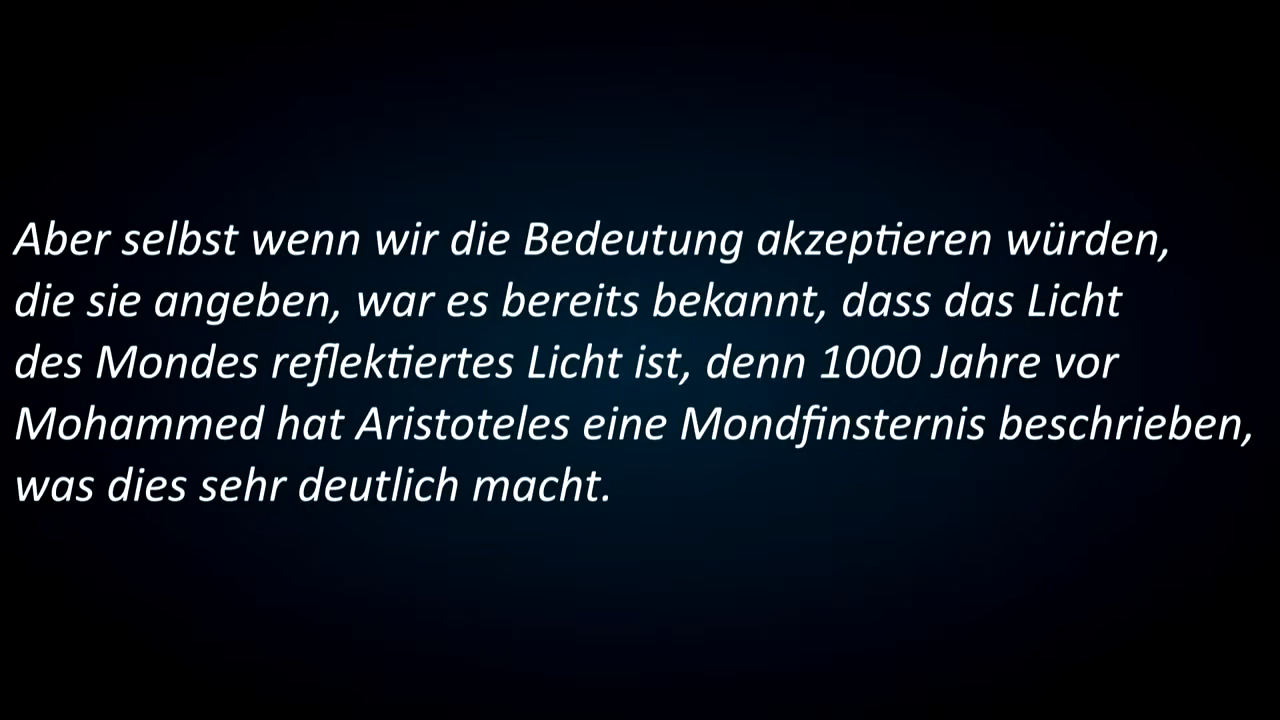 Aber selbst wenn wir die Bedeutung akzeptieren würden,
die sie angeben, war es bereits bekannt, dass das Licht
des Mondes reflektiertes Licht ist, denn 1000 Jahre vor
Mohammed hat Aristoteles eine Mondfinsternis beschrieben,
was dies sehr deutlich macht.